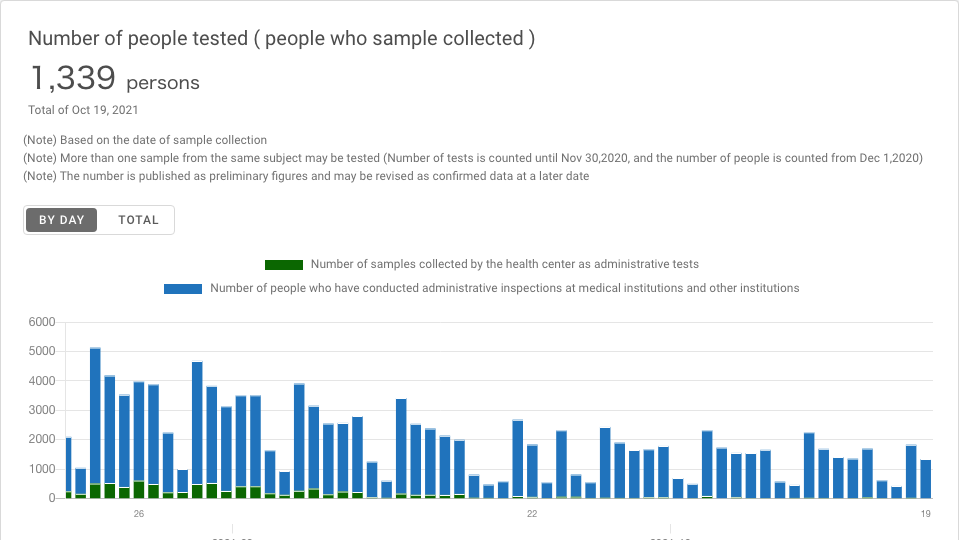 Number of people tested ( people who sample collected )
1,339 persons
Total of Oct 19, 2021
(Note) Based on the date of sample collection
(Note) More than one sample from the same subject may be tested (Number of tests is counted until Nov 30,2020, and the number of people is counted from Dec 1,2020)
(Note) The number is published as preliminary figures and may be revised as confirmed data at a later date
BY DAY TOTAL
Number of samples collected by the health center as administrative tests
Number of people who have conducted administrative inspections at medical institutions and other institutions
6000
5000
4000
3000
2000
1000
0
26 22 19